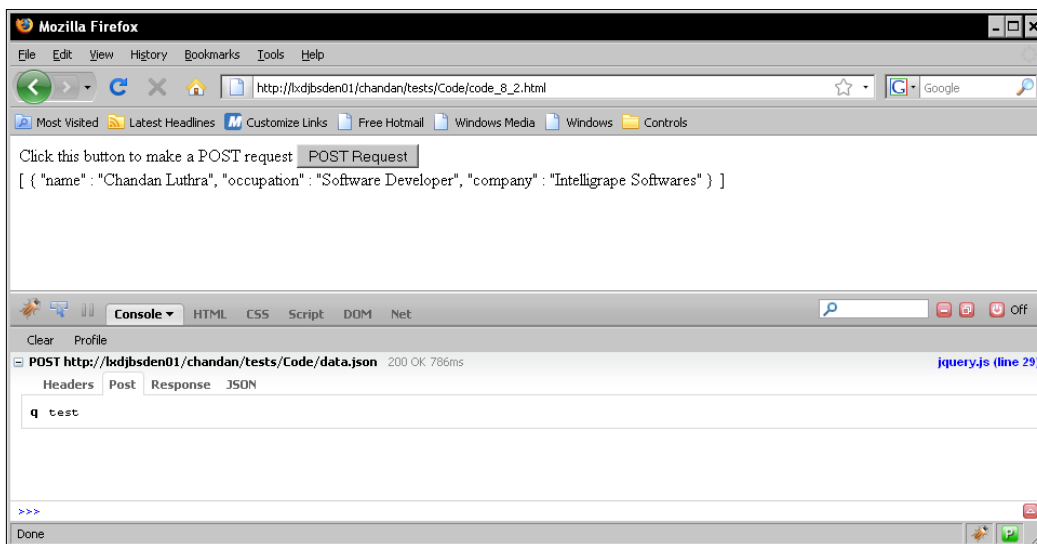 Mozilla Firefox
File Edit View History Bookmarks Tools Help
http://lxdjbsden01/chandan/tests/Code/code_8_2.html
G Google
Most Visited Latest Headlines Customize Links Free Hotmail Windows Media Windows Controls
Click this button to make a POST request POST Request
[ { "name" : "Chandan Luthra", "occupation" : "Software Developer", "company" : "Intelligrape Softwares" } ]
Console HTML CSS Script DOM Net Off
Clear Profile
POST http://lxdjbsden01/chandan/tests/Code/data.json 200 OK 786ms jquery.js (line 29)
Headers Post Response JSON
q test
>>>
Done